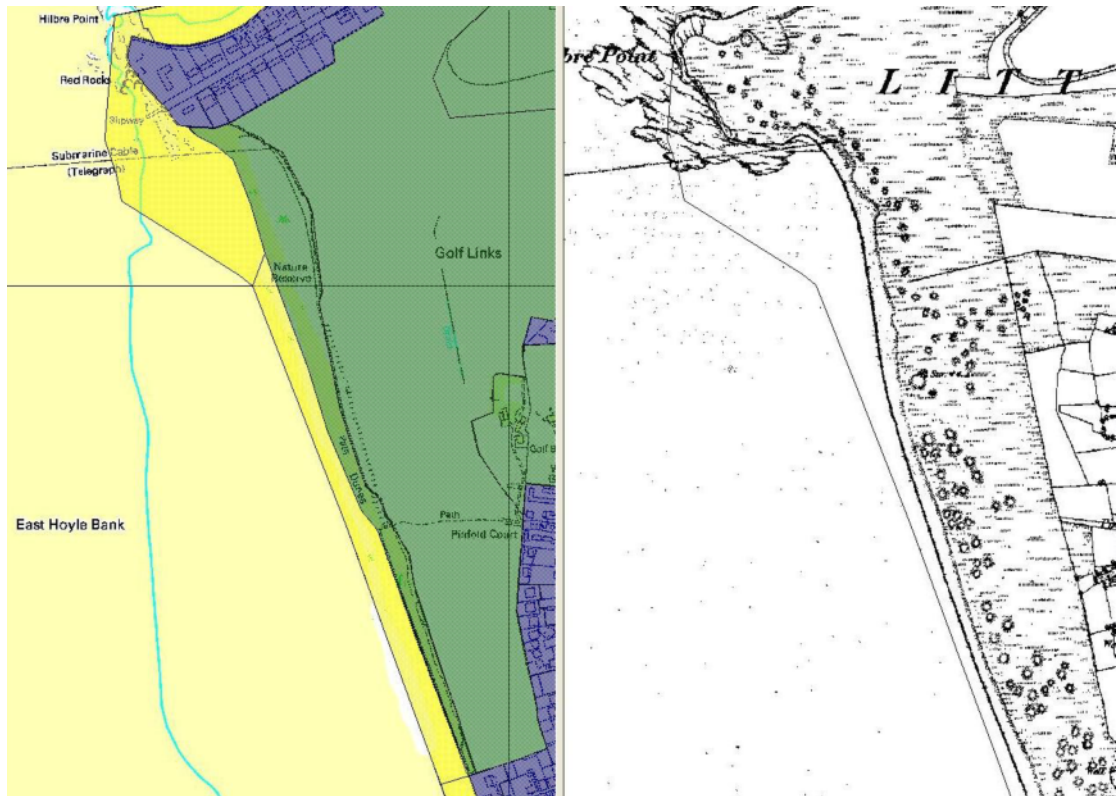 Hilbre Point
Red Rocks
Slipway
Submarine Cable
(Telegraph)
Golf Links
Nature
Reserve
Path
Dunes
Path
Pinfold Court
Golf
East Hoyle Bank
bre Point
L I T T